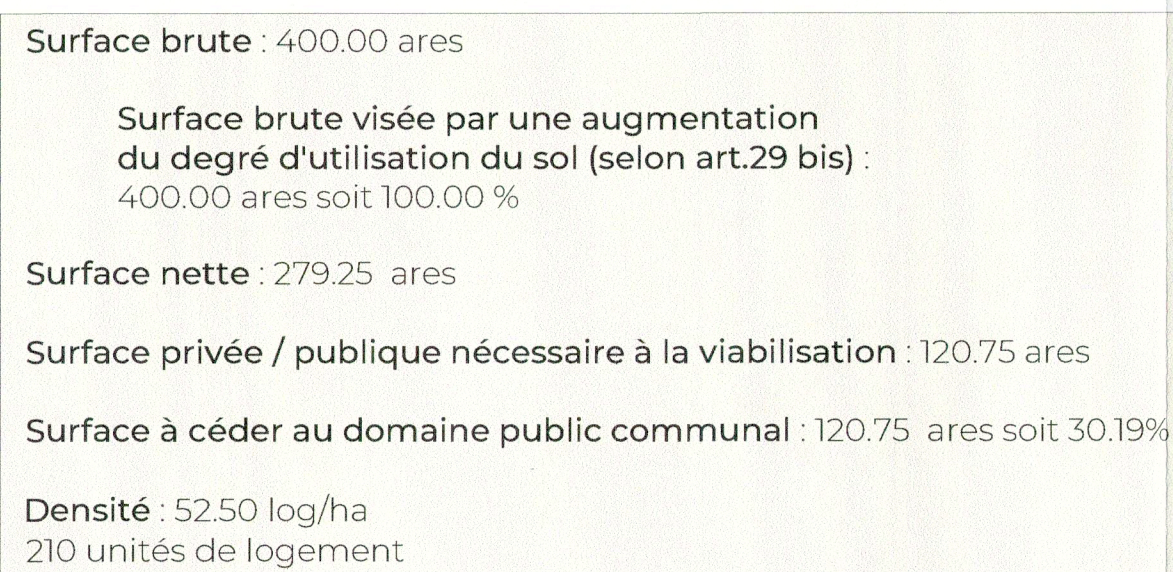 Surface brute : 400.00 ares
Surface brute visée par une augmentation
du degré d'utilisation du sol (selon art.29 bis) :
400.00 ares soit 100.00 %
Surface nette : 279.25 ares
Surface privée / publique nécessaire à la viabilisation : 120.75 ares
Surface à céder au domaine public communal : 120.75 ares soit 30.19%
Densité : 52.50 log/ha
210 unités de logement